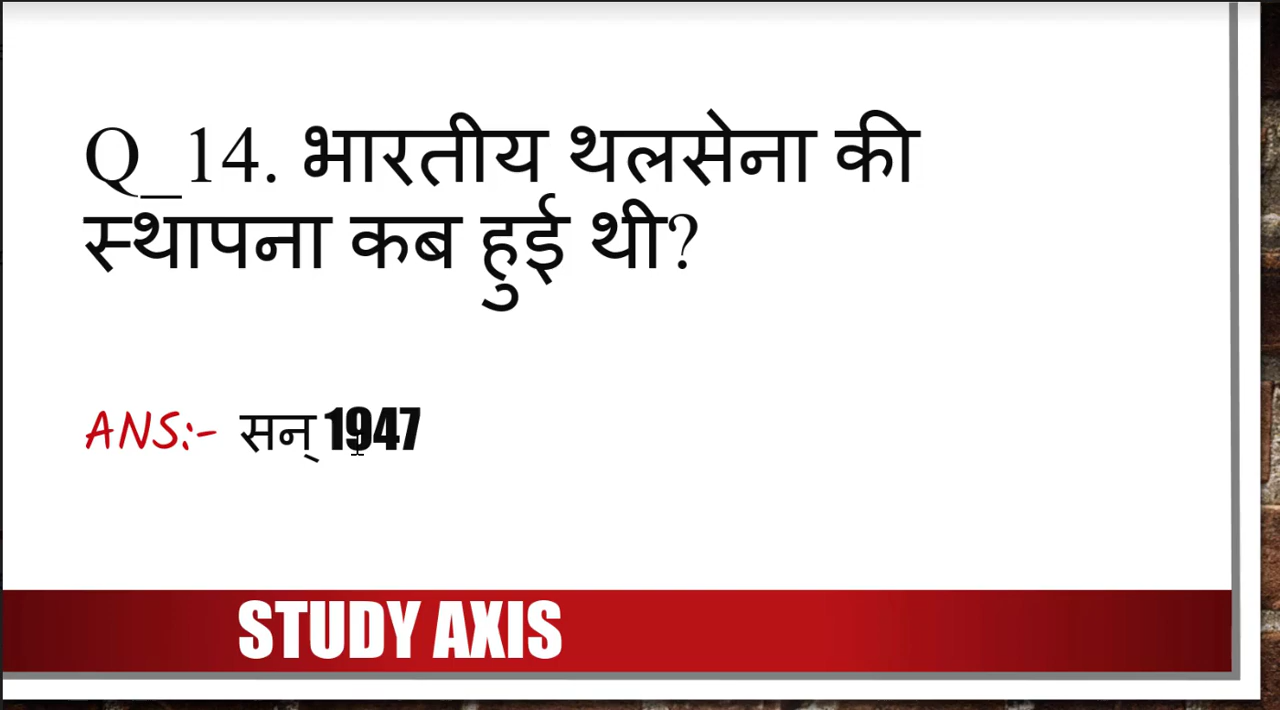 Q_14. भारतीय थलसेना की
स्थापना कब हुई थी?
ANS:- सन् 1947
STUDY AXIS